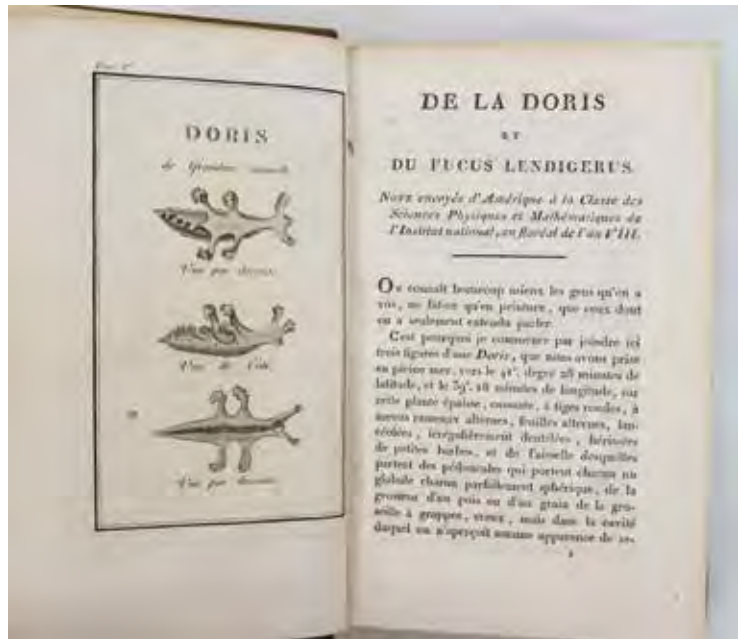 DORIS
de
Vue par
Vue de Côté.
Vue par
DE LA DORIS
ET
DU FUCUS LENDIGERUS.
Note envoyée d'Amérique à la Classe des
Sciences Physiques et Mathématiques de
l'Institut national, en floréal de l'an VIII.
On connaît beaucoup mieux les gens qu'on a
vus, ne fût-ce qu'en peinture, que ceux dont
on a seulement entendu parler.
C'est pourquoi je commence par joindre ici
trois figures d'une Doris, que nous avons prise
en pleine mer, vers le 41e. degré 28 minutes de
latitude, et le 39e. 18 minutes de longitude, sur
cette plante épaisse, cassante, à tiges rondes, à
menus rameaux alternes, feuilles alternes, lan-
céolées, irrégulièrement dentelées, hérissées
de petites barbes, et de l'aisselle desquelles
partent des pédoncules qui portent chacun un
globule charnu parfaitement sphérique, de la
grosseur d'un pois ou d'un grain de la gro-
seille à grappes, creux, mais dans la cavité
duquel on n'aperçoit aucune apparence de se-